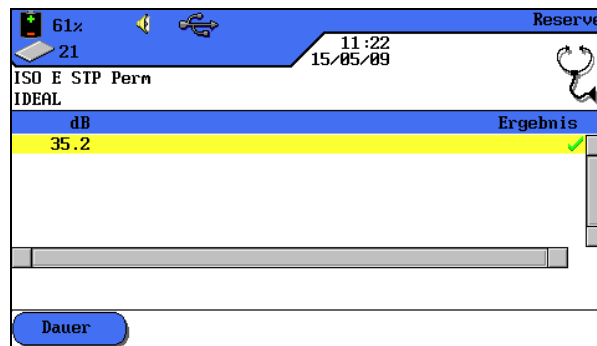 61% Reserve
21 11:22
15/05/09
ISO E STP Perm
IDEAL
dB Ergebnis
35.2
Dauer